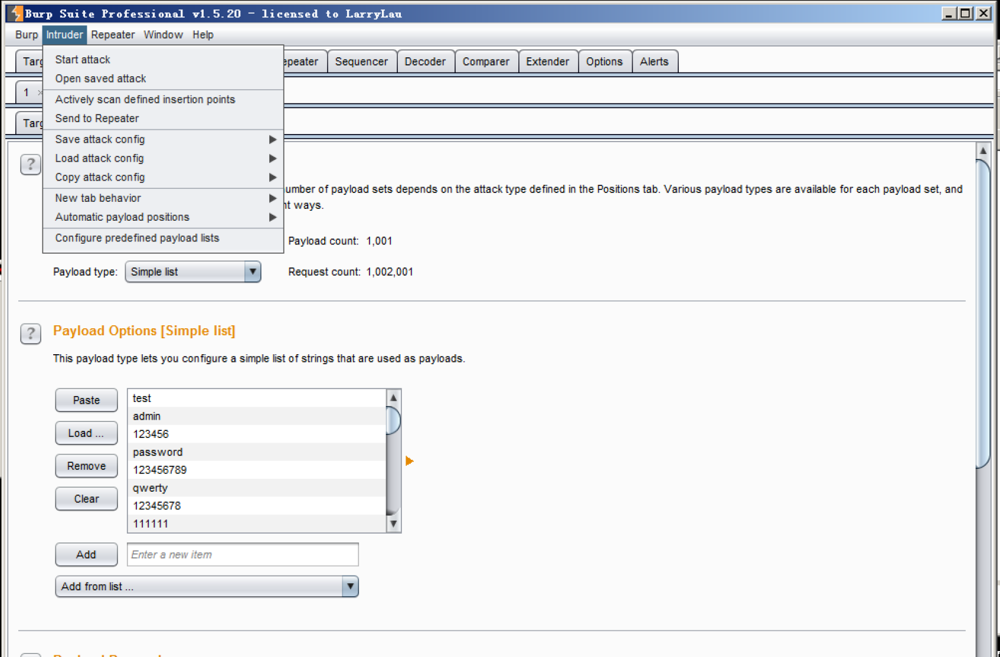 Burp Suite Professional v1.5.20 - licensed to LarryLau
Burp Intruder Repeater Window Help
Start attack
Open saved attack
Actively scan defined insertion points
Send to Repeater
Save attack config
Load attack config
Copy attack config
New tab behavior
Automatic payload positions
Configure predefined payload lists
Targ epeater Sequencer Decoder Comparer Extender Options Alerts
1 ×
Targ
?
umber of payload sets depends on the attack type defined in the Positions tab. Various payload types are available for each payload set, and
nt ways.
Payload count: 1,001
Payload type: Simple list Request count: 1,002,001
? Payload Options [Simple list]
This payload type lets you configure a simple list of strings that are used as payloads.
Paste
Load ...
Remove
Clear
test
admin
123456
password
123456789
qwerty
12345678
111111
Add Enter a new item
Add from list ...